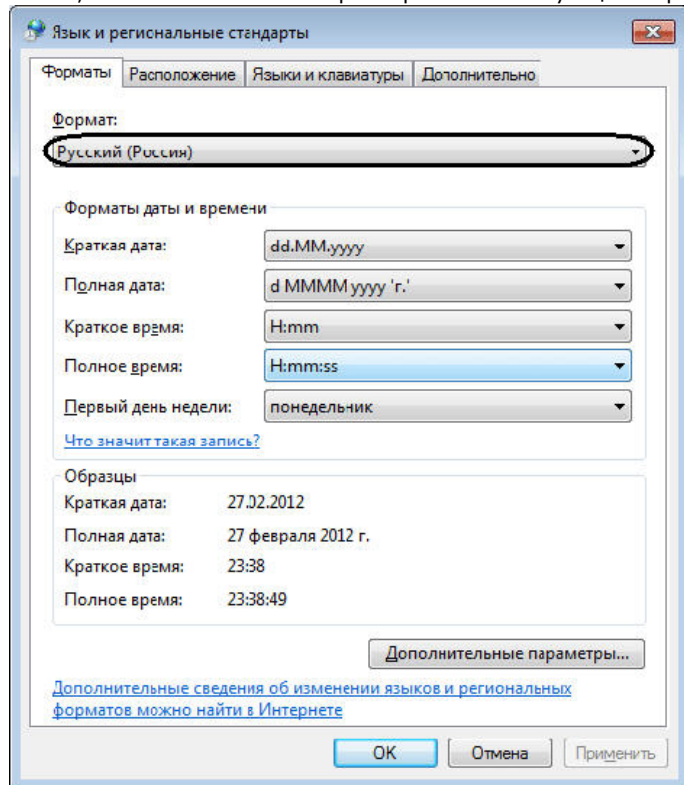 Язык и региональные стандарты
Форматы Расположение Языки и клавиатуры Дополнительно
Формат:
Русский (Россия)
Форматы даты и времени
Краткая дата: dd.MM.yyyy
Полная дата: d MMMM yyyy 'г.'
Краткое время: H:mm
Полное время: H:mm:ss
Первый день недели: понедельник
Что значит такая запись?
Образцы
Краткая дата: 27.02.2012
Полная дата: 27 февраля 2012 г.
Краткое время: 23:38
Полное время: 23:38:49
Дополнительные параметры...
Дополнительные сведения об изменении языков и региональных
форматов можно найти в Интернете
OK Отмена Применить